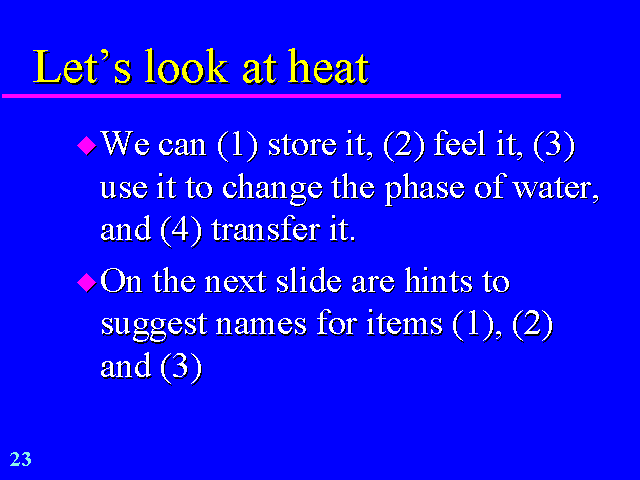 Let’s look at heat
We can (1) store it, (2) feel it, (3)
use it to change the phase of water,
and (4) transfer it.
On the next slide are hints to
suggest names for items (1), (2)
and (3)
23